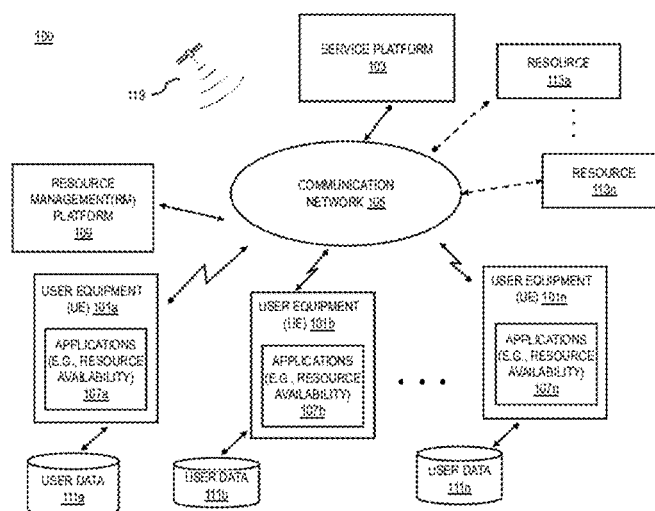 100
119
SERVICE PLATFORM
103
RESOURCE
113a
RESOURCE
113n
COMMUNICATION
NETWORK 105
RESOURCE
MANAGEMENT(RM)
PLATFORM
109
USER EQUIPMENT
(UE) 101a
APPLICATIONS
(E.G., RESOURCE
AVAILABILITY)
107a
USER DATA
111a
USER EQUIPMENT
(UE) 101b
APPLICATIONS
(E.G., RESOURCE
AVAILABILITY)
107b
USER DATA
111b
USER EQUIPMENT
(UE) 101n
APPLICATIONS
(E.G., RESOURCE
AVAILABILITY)
107n
USER DATA
111n